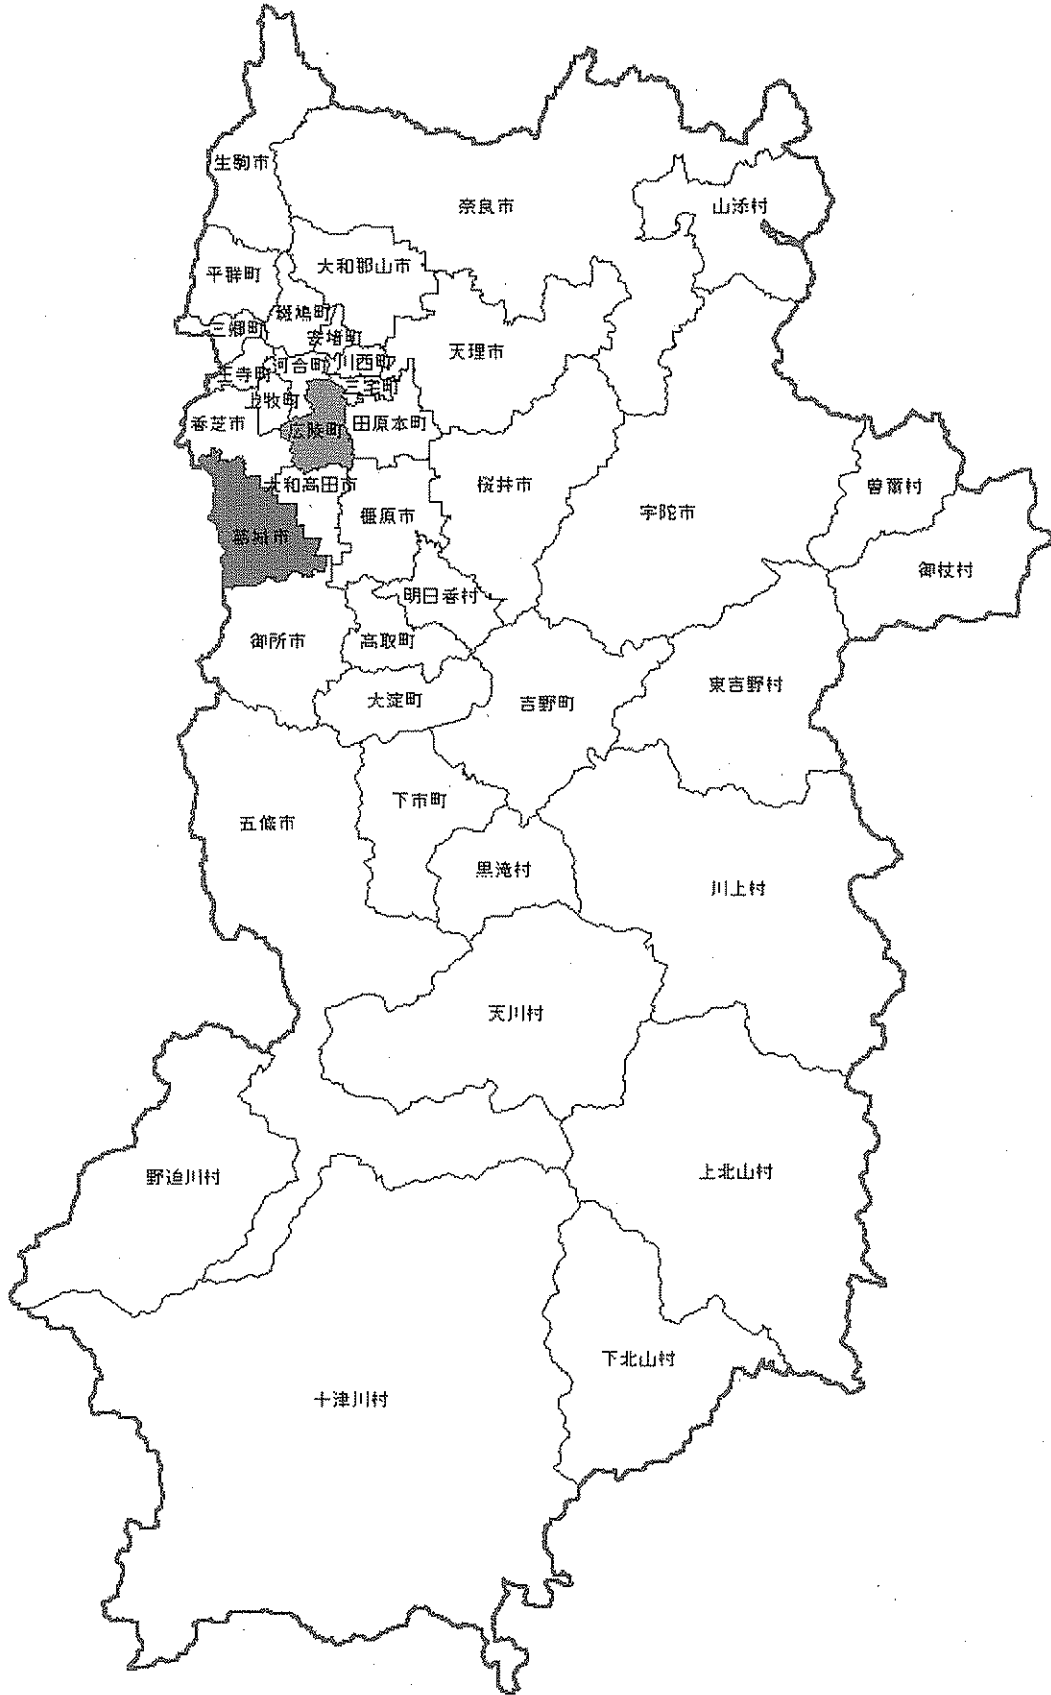 生駒市
奈良市
山添村
平群町
大和郡山市
斑鳩町
三郷町
安堵町
天理市
王寺町
河合町
川西町
三宅町
上牧町
香芝市
広陵町
田原本町
大和高田市
橿原市
桜井市
宇陀市
曽爾村
葛城市
御杖村
明日香村
御所市
高取町
大淀町
吉野町
東吉野村
五條市
下市町
黒滝村
川上村
天川村
野迫川村
上北山村
下北山村
十津川村